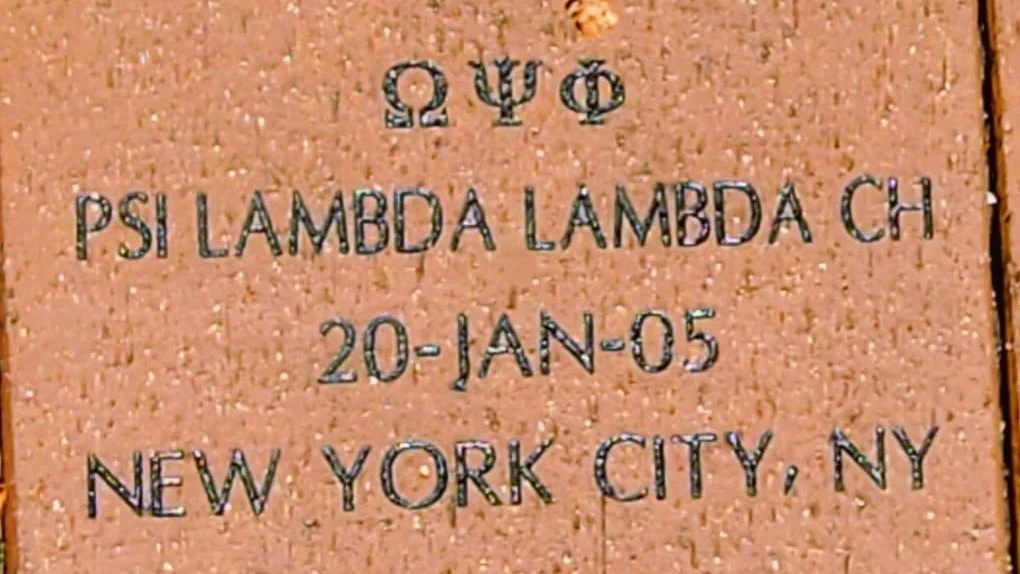 ΩΨΦ
PSI LAMBDA LAMBDA CH
20-JAN-05
NEW YORK CITY, NY